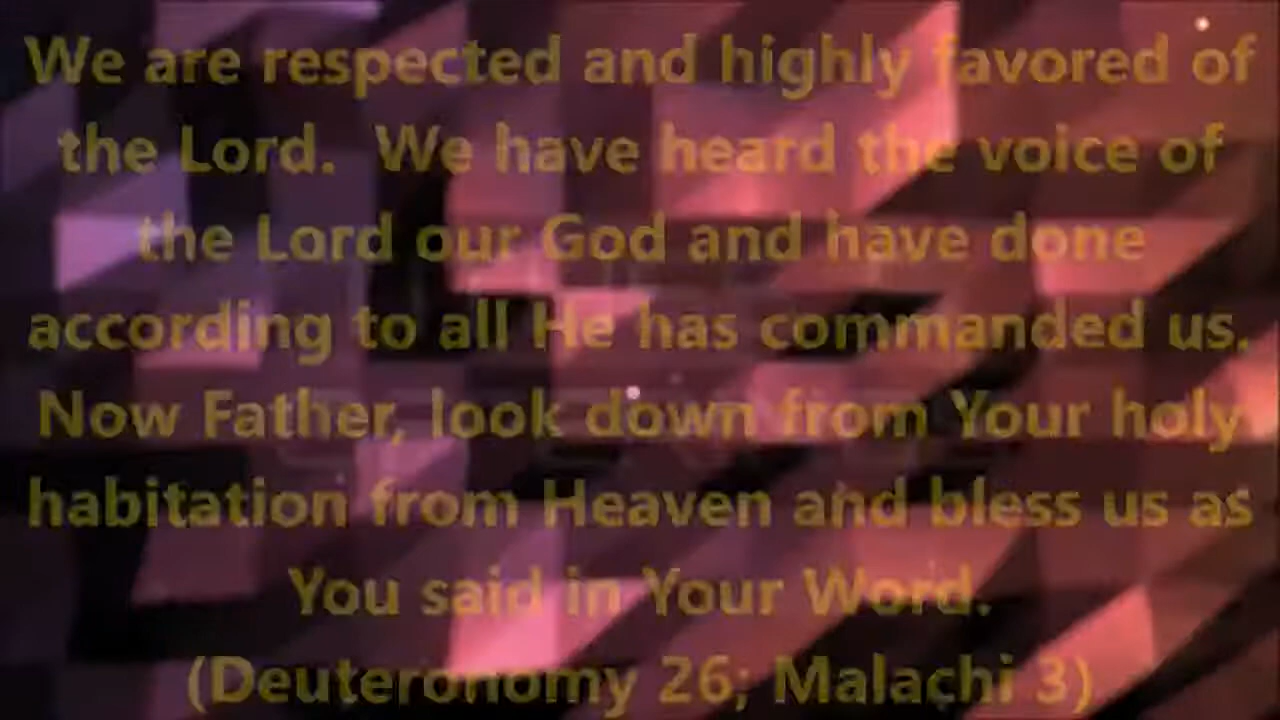 We are respected and highly favored of
the Lord.  We have heard the voice of
the Lord our God and have done
according to all He has commanded us.
Now Father, look down from Your holy
habitation from Heaven and bless us as
You said in Your Word.
(Deuteronomy 26; Malachi 3)